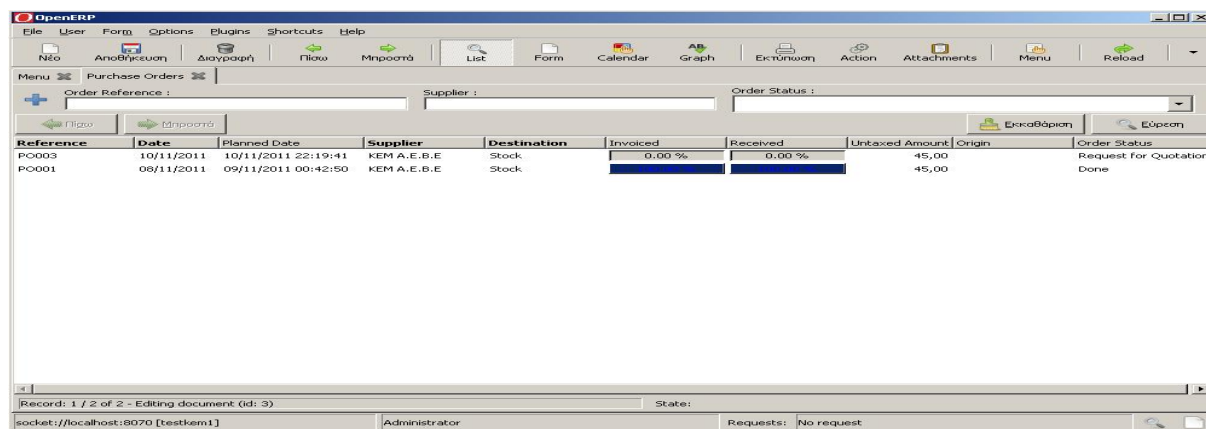 OpenERP
File User Form Options Plugins Shortcuts Help
Νέο Αποθήκευση Διαγραφή Πίσω Μπροστά List Form Calendar Graph Εκτύπωση Action Attachments Menu Reload
Menu Purchase Orders
Order Reference : Supplier : Order Status :
Πίσω Μπροστά Εκκαθάριση Εύρεση
Reference Date Planned Date Supplier Destination Invoiced Received Untaxed Amount Origin Order Status
PO003 10/11/2011 10/11/2011 22:19:41 KEM A.E.B.E Stock 0.00 % 0.00 % 45,00 Request for Quotation
PO001 08/11/2011 09/11/2011 00:42:50 KEM A.E.B.E Stock 45,00 Done
Record: 1 / 2 of 2 - Editing document (id: 3) State:
socket://localhost:8070 [testkem1] Administrator Requests: No request